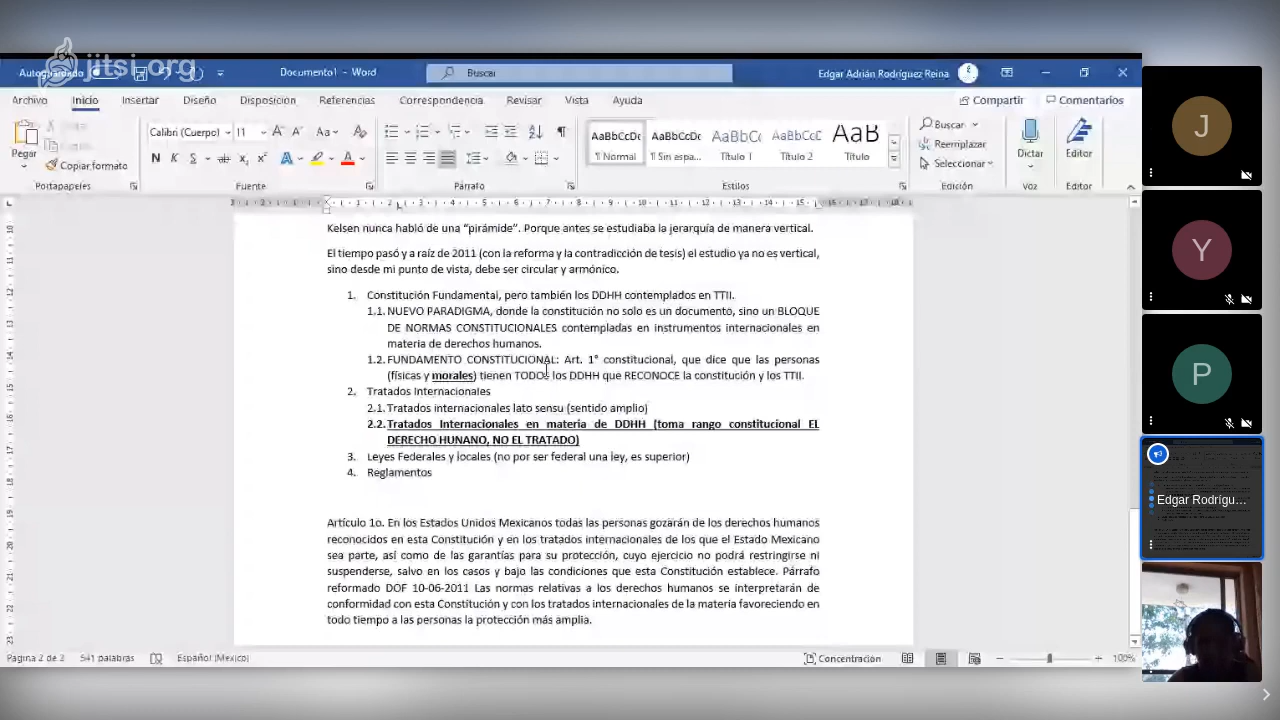 jitsi.org
Autoguardado
Documento1 - Word
Buscar
Edgar Adrián Rodríguez Reina
Archivo Inicio Insertar Diseño Disposición Referencias Correspondencia Revisar Vista Ayuda
Compartir Comentarios
Calibri (Cuerpo) 11
AaBbCcDc AaBbCcDc AaBbCc AaBbCcC AaB
Buscar
Reemplazar
Seleccionar
Pegar
Copiar formato
N K S ab x₂ x² A A
¶ Normal ¶ Sin espa... Título 1 Título 2 Título
Dictar Editor
Portapapeles Fuente Párrafo Estilos Edición Voz Editor
Kelsen nunca habló de una “pirámide”. Porque antes se estudiaba la jerarquía de manera vertical.
El tiempo pasó y a raíz de 2011 (con la reforma y la contradicción de tesis) el estudio ya no es vertical,
sino desde mi punto de vista, debe ser circular y armónico.
1. Constitución Fundamental, pero también los DDHH contemplados en TTII.
1.1. NUEVO PARADIGMA, donde la constitución no solo es un documento, sino un BLOQUE
DE NORMAS CONSTITUCIONALES contempladas en instrumentos internacionales en
materia de derechos humanos.
1.2. FUNDAMENTO CONSTITUCIONAL: Art. 1° constitucional, que dice que las personas
(físicas y morales) tienen TODOS los DDHH que RECONOCE la constitución y los TTII.
2. Tratados Internacionales
2.1. Tratados internacionales lato sensu (sentido amplio)
2.2. Tratados Internacionales en materia de DDHH (toma rango constitucional EL
DERECHO HUNANO, NO EL TRATADO)
3. Leyes Federales y locales (no por ser federal una ley, es superior)
4. Reglamentos
Artículo 1o. En los Estados Unidos Mexicanos todas las personas gozarán de los derechos humanos
reconocidos en esta Constitución y en los tratados internacionales de los que el Estado Mexicano
sea parte, así como de las garantías para su protección, cuyo ejercicio no podrá restringirse ni
suspenderse, salvo en los casos y bajo las condiciones que esta Constitución establece. Párrafo
reformado DOF 10-06-2011 Las normas relativas a los derechos humanos se interpretarán de
conformidad con esta Constitución y con los tratados internacionales de la materia favoreciendo en
todo tiempo a las personas la protección más amplia.
Página 2 de 2 541 palabras Español (México)
Concentración 100%
J
Y
P
Edgar Rodrígu...